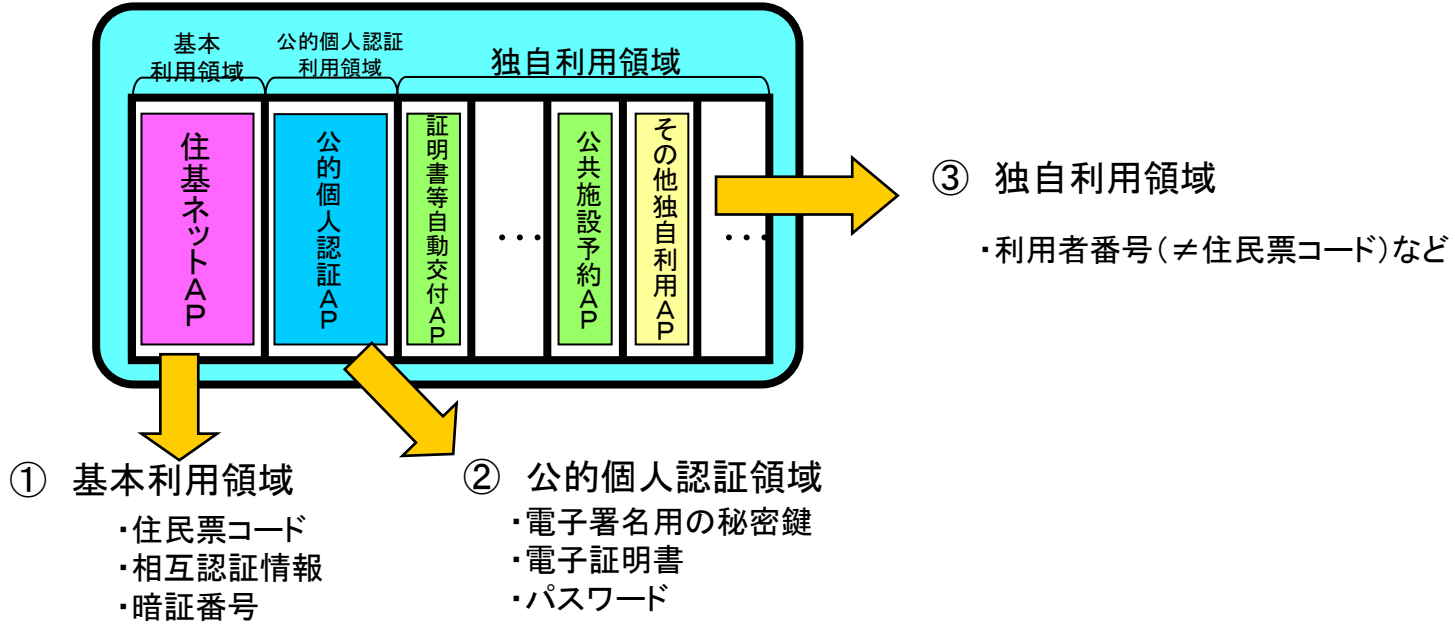 基本
利用領域
公的個人認証
利用領域
独自利用領域
住基ネットAP
公的個人認証AP
証明書等自動交付AP
・・・
公共施設予約AP
その他独自利用AP
・・・
③ 独自利用領域
・利用者番号(≠住民票コード)など
① 基本利用領域
・住民票コード
・相互認証情報
・暗証番号
② 公的個人認証領域
・電子署名用の秘密鍵
・電子証明書
・パスワード